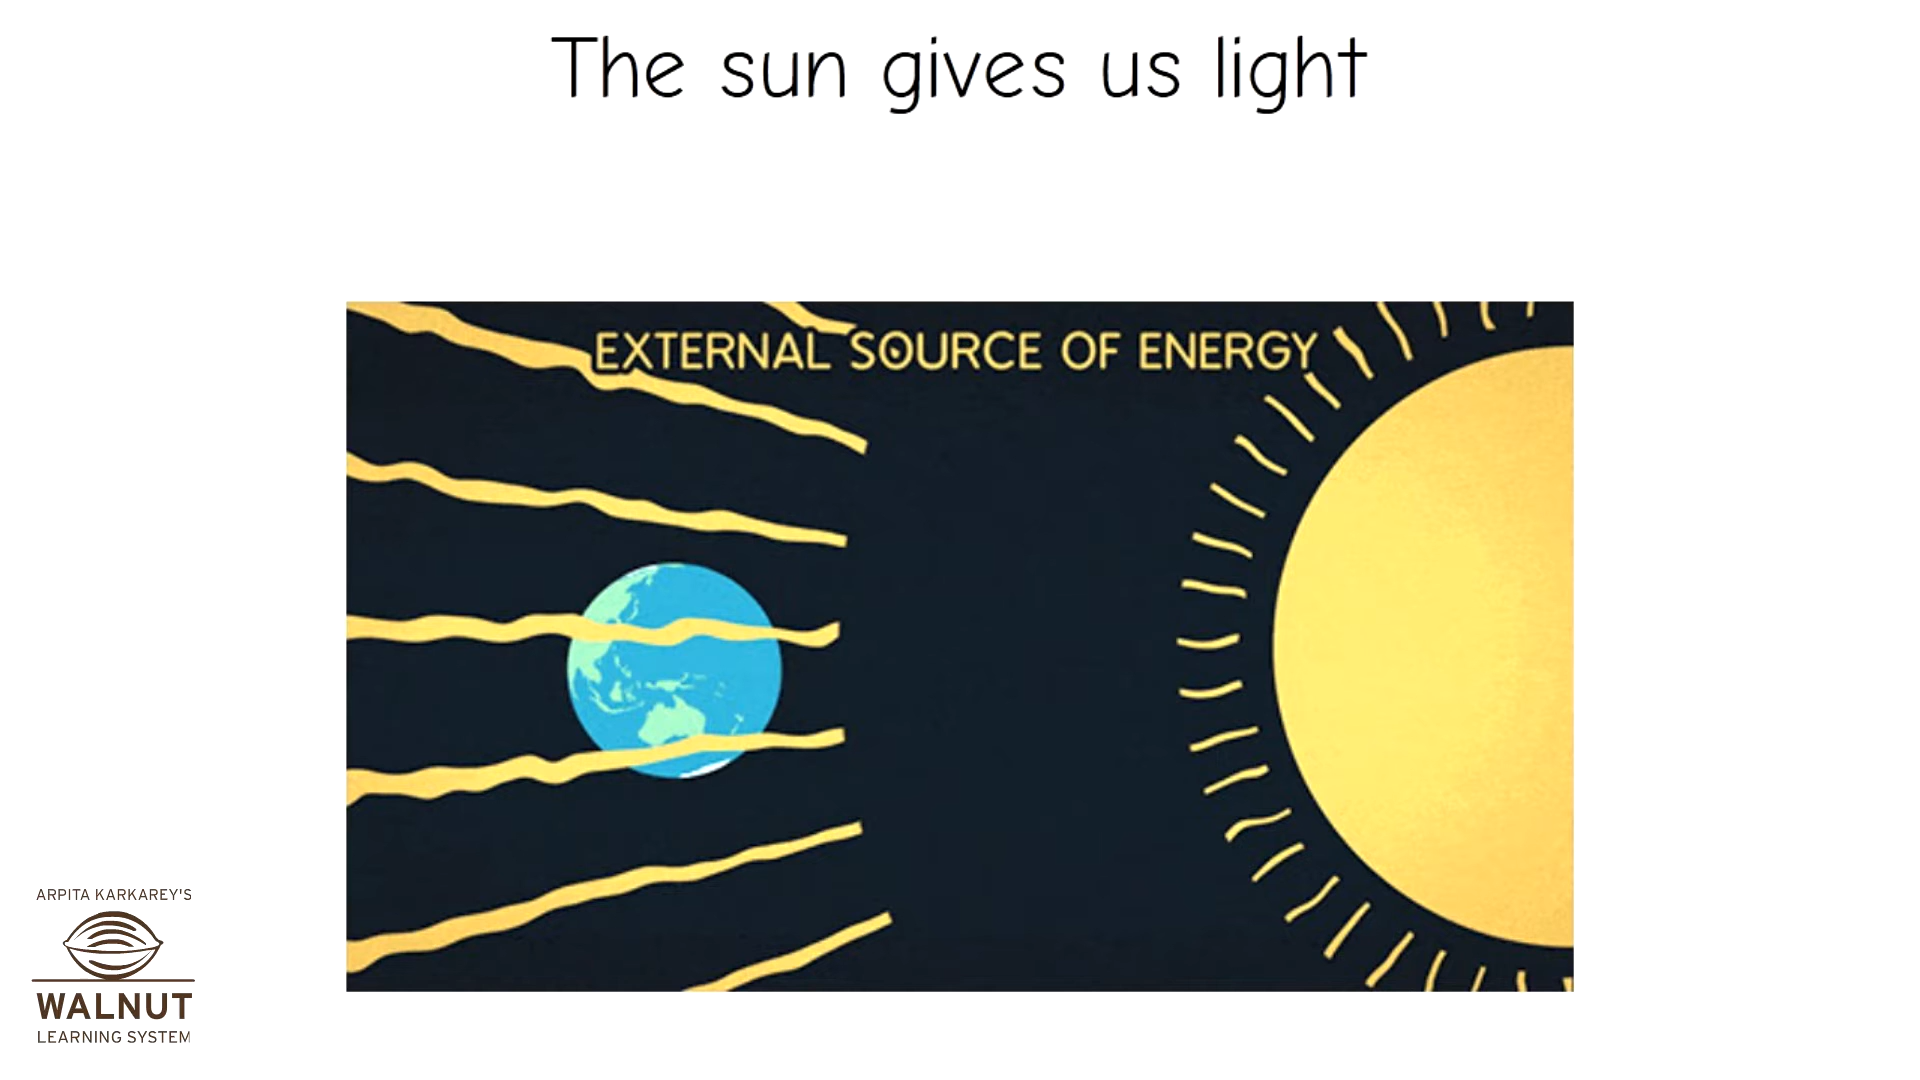 The sun gives us light
EXTERNAL SOURCE OF ENERGY
ARPITA KARKAREY'S
WALNUT
LEARNING SYSTEM